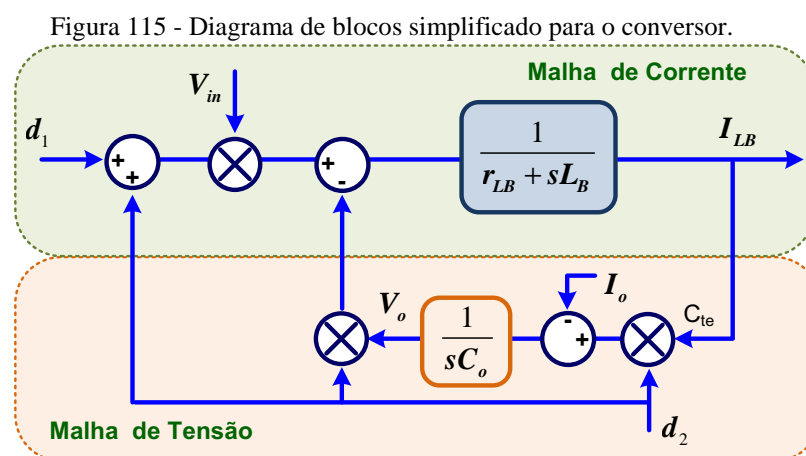 Figura 115 - Diagrama de blocos simplificado para o conversor.
Malha de Corrente
V_in
d_1
+
+
+
-
1
r_LB + sL_B
I_LB
V_o
1
sC_o
-
+
I_o
C_te
d_2
Malha de Tensão